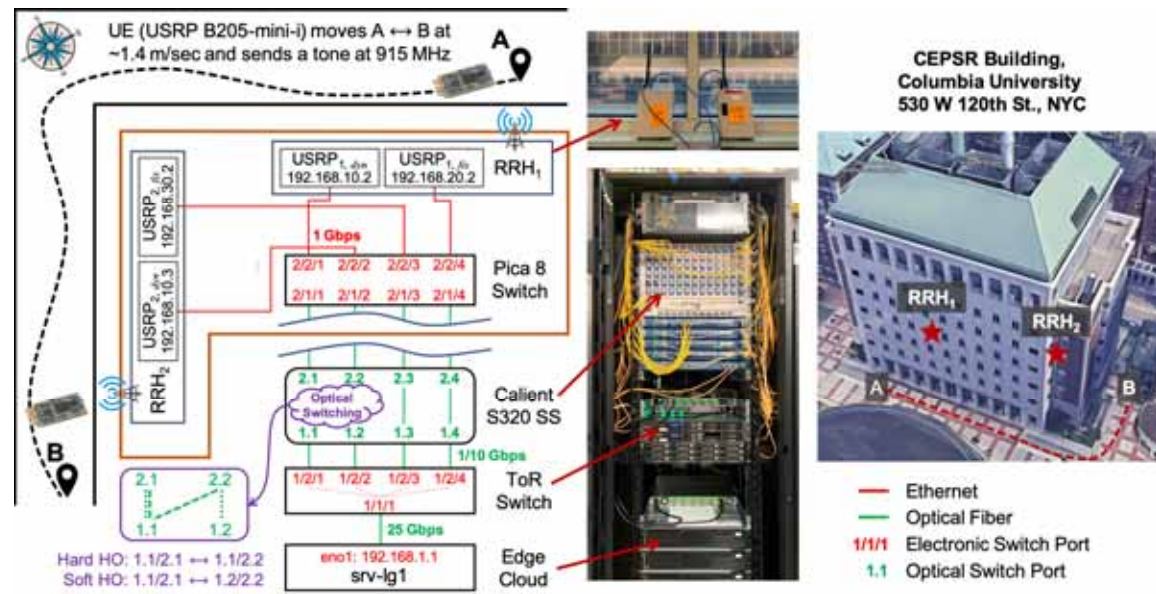 UE (USRP B205-mini-i) moves A ↔ B at
~1.4 m/sec and sends a tone at 915 MHz
A
USRP1, dyn
192.168.10.2
USRP1, fix
192.168.20.2
RRH1
USRP2, fix
192.168.30.2
USRP2, dyn
192.168.10.3
RRH2
B
1 Gbps
2/2/1 2/2/2 2/2/3 2/2/4
2/1/1 2/1/2 2/1/3 2/1/4
Pica 8
Switch
2.1 2.2 2.3 2.4
Optical
Switching
1.1 1.2 1.3 1.4
Calient
S320 SS
1/10 Gbps
1/2/1 1/2/2 1/2/3 1/2/4
1/1/1
ToR
Switch
25 Gbps
eno1: 192.168.1.1
srv-lg1
Edge
Cloud
2.1 2.2
1.1 1.2
Hard HO: 1.1/2.1 ↔ 1.1/2.2
Soft HO: 1.1/2.1 ↔ 1.2/2.2
CEPSR Building,
Columbia University
530 W 120th St., NYC
RRH1
RRH2
A
B
Ethernet
Optical Fiber
1/1/1 Electronic Switch Port
1.1 Optical Switch Port